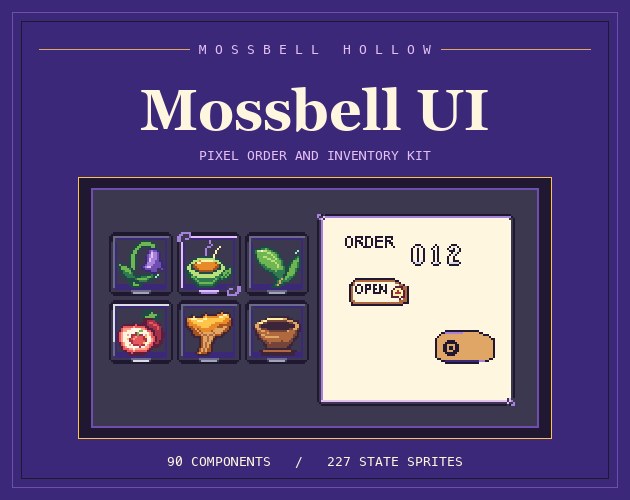 MOSSBELL HOLLOW
Mossbell UI
PIXEL ORDER AND INVENTORY KIT
ORDER 012
OPEN
90 COMPONENTS / 227 STATE SPRITES